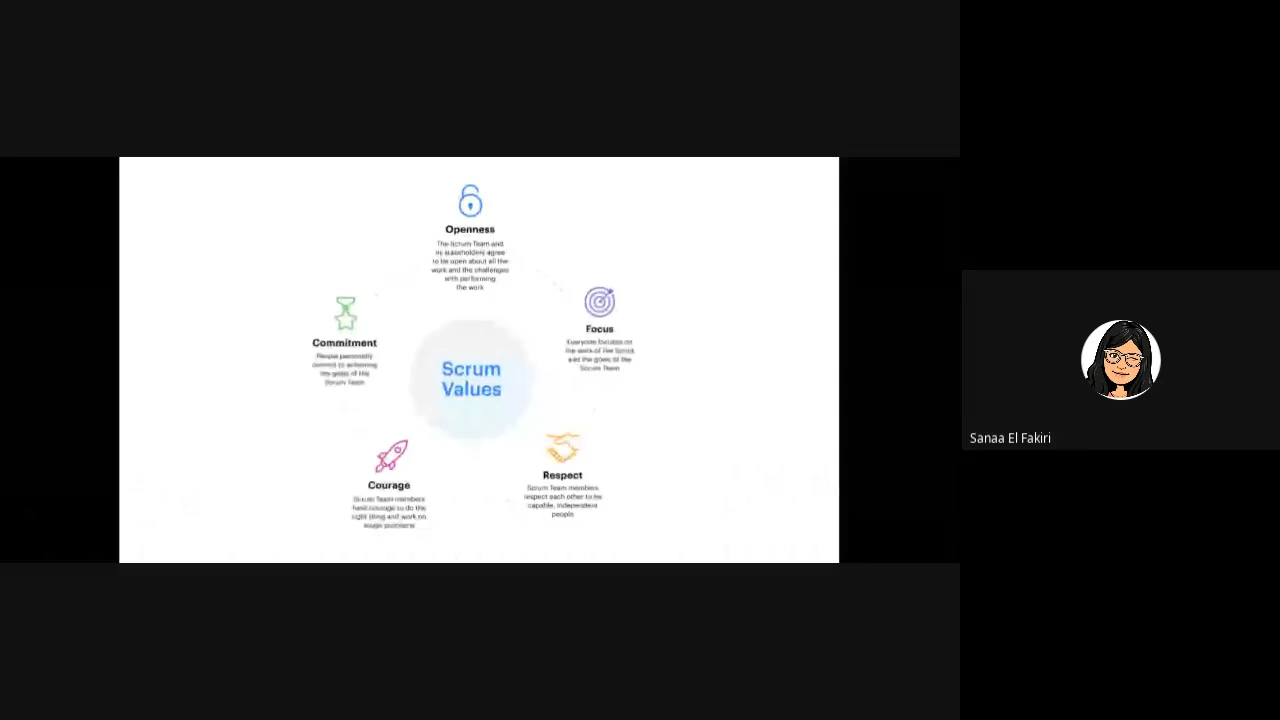 Openness
The Scrum Team and
its stakeholders agree
to be open about all the
work and the challenges
with performing
the work
Focus
Everyone focuses on
the work of the Sprint
and the goals of the
Scrum Team
Commitment
People personally
commit to achieving
the goals of the
Scrum Team
Scrum
Values
Respect
Scrum Team members
respect each other to be
capable, independent
people
Courage
Scrum Team members
have courage to do the
right thing and work on
tough problems
Sanaa El Fakiri